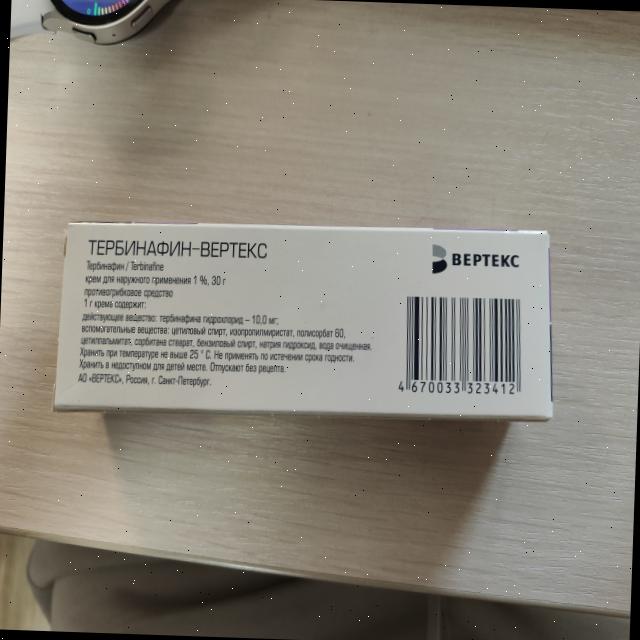 ТЕРБИНАФИН-ВЕРТЕКС
Тербинафин / Terbinafine
крем для наружного применения 1 %, 30 г
противогрибковое средство
1 г крема содержит:
действующее вещество: тербинафина гидрохлорид – 10,0 мг;
вспомогательные вещества: цетиловый спирт, изопропилмиристат, полисорбат 60,
цетилпальмитат, сорбитана стеарат, бензиловый спирт, натрия гидроксид, вода очищенная.
Хранить при температуре не выше 25 °С. Не применять по истечении срока годности.
Хранить в недоступном для детей месте. Отпускают без рецепта.
АО «ВЕРТЕКС», Россия, г. Санкт-Петербург.
ВЕРТЕКС
4 670033 323412